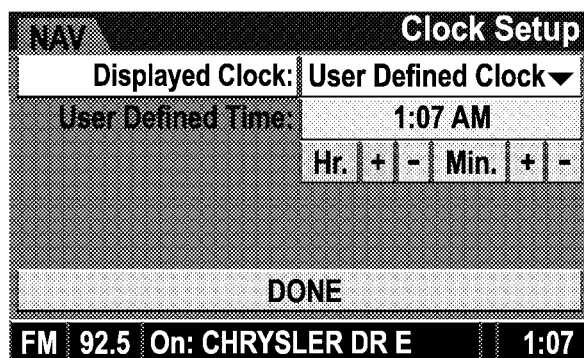 NAV Clock Setup
Displayed Clock: User Defined Clock
User Defined Time: 1:07 AM
Hr. + - Min. + -
DONE
FM 92.5 On: CHRYSLER DR E 1:07